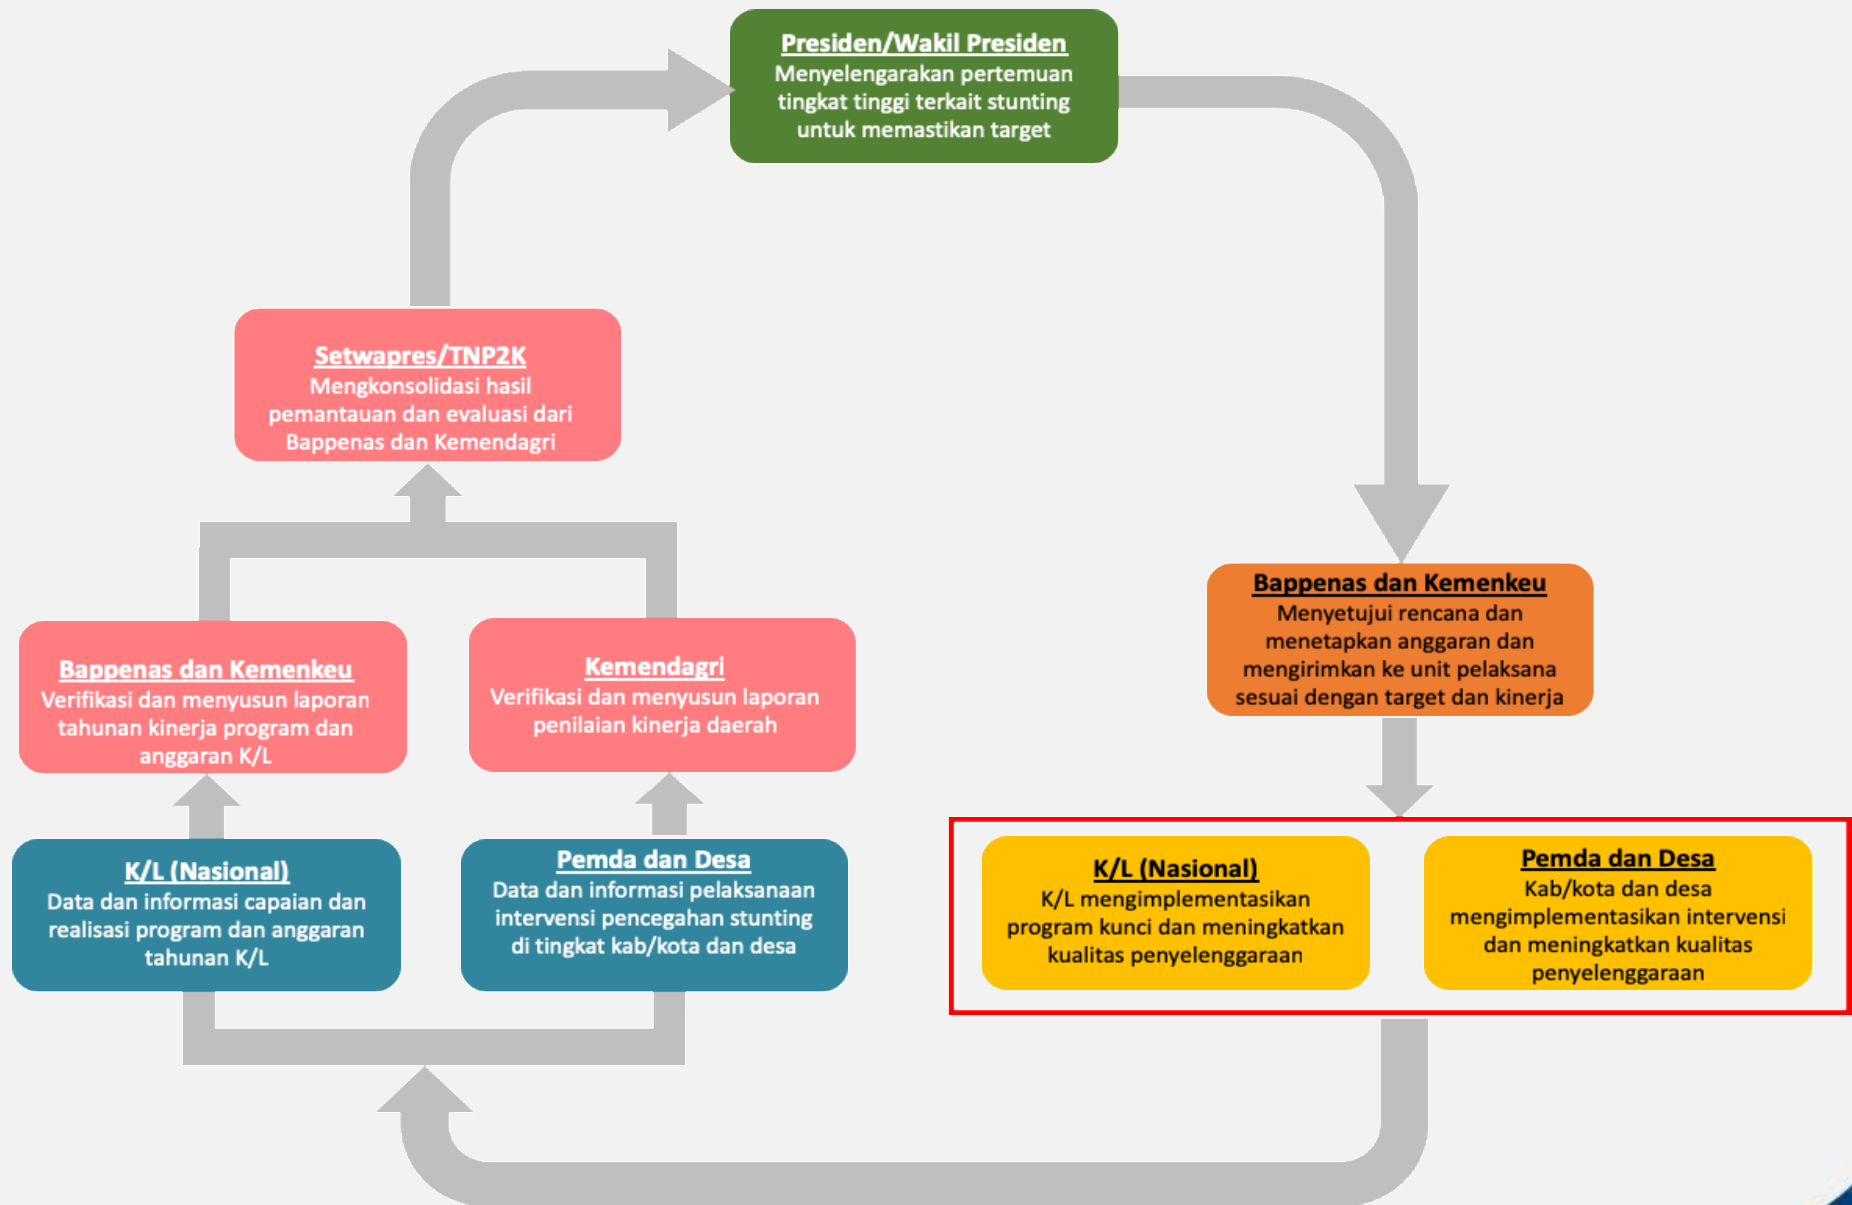 Presiden/Wakil Presiden
Menyelengarakan pertemuan
tingkat tinggi terkait stunting
untuk memastikan target
Setwapres/TNP2K
Mengkonsolidasi hasil
pemantauan dan evaluasi dari
Bappenas dan Kemendagri
Bappenas dan Kemenkeu
Verifikasi dan menyusun laporan
tahunan kinerja program dan
anggaran K/L
Kemendagri
Verifikasi dan menyusun laporan
penilaian kinerja daerah
Bappenas dan Kemenkeu
Menyetujui rencana dan
menetapkan anggaran dan
mengirimkan ke unit pelaksana
sesuai dengan target dan kinerja
K/L (Nasional)
Data dan informasi capaian dan
realisasi program dan anggaran
tahunan K/L
Pemda dan Desa
Data dan informasi pelaksanaan
intervensi pencegahan stunting
di tingkat kab/kota dan desa
K/L (Nasional)
K/L mengimplementasikan
program kunci dan meningkatkan
kualitas penyelenggaraan
Pemda dan Desa
Kab/kota dan desa
mengimplementasikan intervensi
dan meningkatkan kualitas
penyelenggaraan